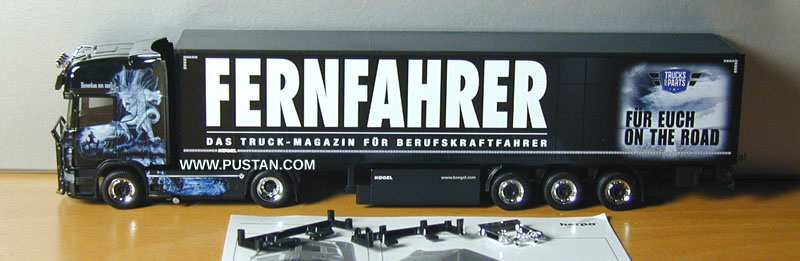 FERNFAHRER
DAS TRUCK-MAGAZIN FÜR BERUFSKRAFTFAHRER
TRUCKS
PARTS
FÜR EUCH
ON THE ROAD
KÖGEL
WWW.PUSTAN.COM
KÖGEL
www.koegel.com
herpa